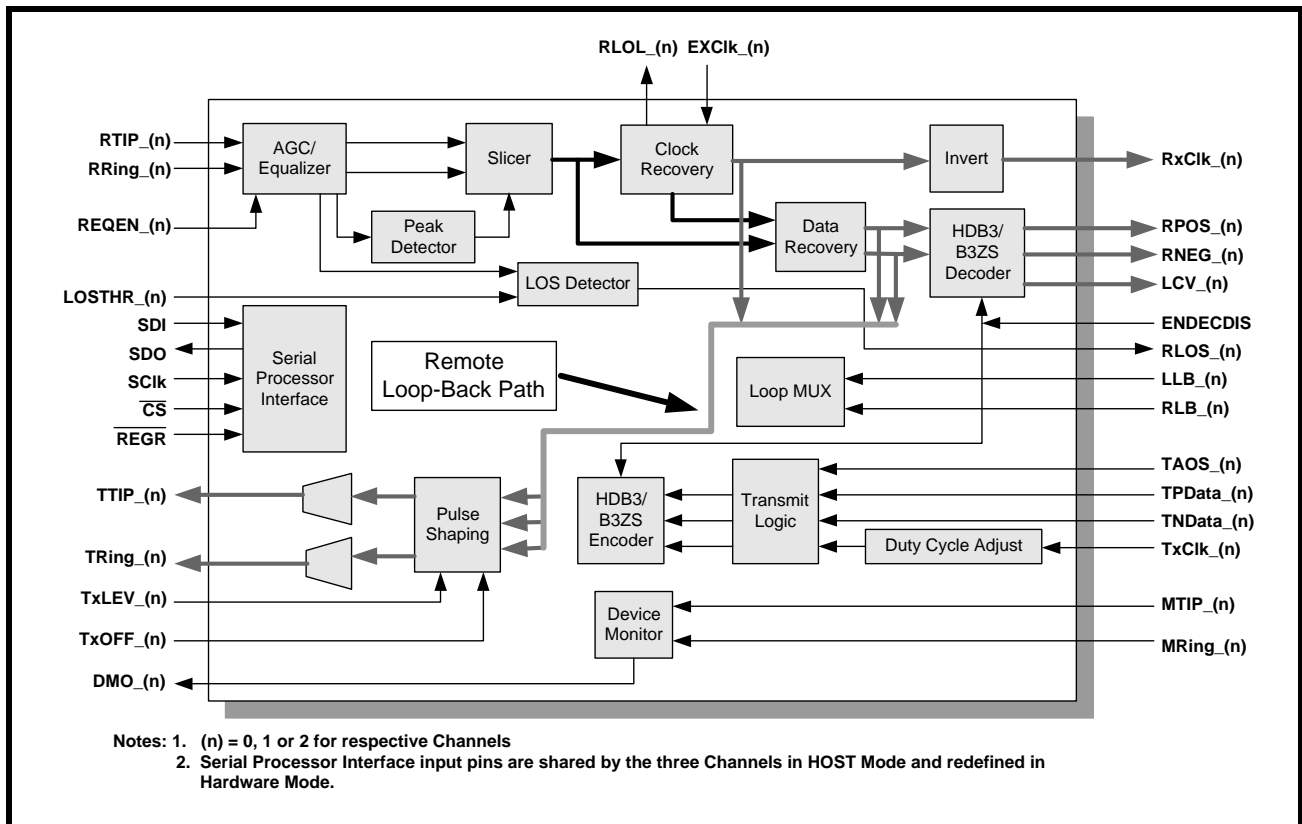 RLOL_(n) EXClk_(n)
RTIP_(n)
RRing_(n)
REQEN_(n)
LOSTHR_(n)
SDI
SDO
SClk
CS
REGR
TTIP_(n)
TRing_(n)
TxLEV_(n)
TxOFF_(n)
DMO_(n)
AGC/
Equalizer
Slicer
Clock
Recovery
Invert
Peak
Detector
Data
Recovery
HDB3/
B3ZS
Decoder
LOS Detector
Serial
Processor
Interface
Remote
Loop-Back Path
Loop MUX
Pulse
Shaping
HDB3/
B3ZS
Encoder
Transmit
Logic
Duty Cycle Adjust
Device
Monitor
RxClk_(n)
RPOS_(n)
RNEG_(n)
LCV_(n)
ENDECDIS
RLOS_(n)
LLB_(n)
RLB_(n)
TAOS_(n)
TPData_(n)
TNData_(n)
TxClk_(n)
MTIP_(n)
MRing_(n)
Notes: 1. (n) = 0, 1 or 2 for respective Channels
2. Serial Processor Interface input pins are shared by the three Channels in HOST Mode and redefined in
Hardware Mode.